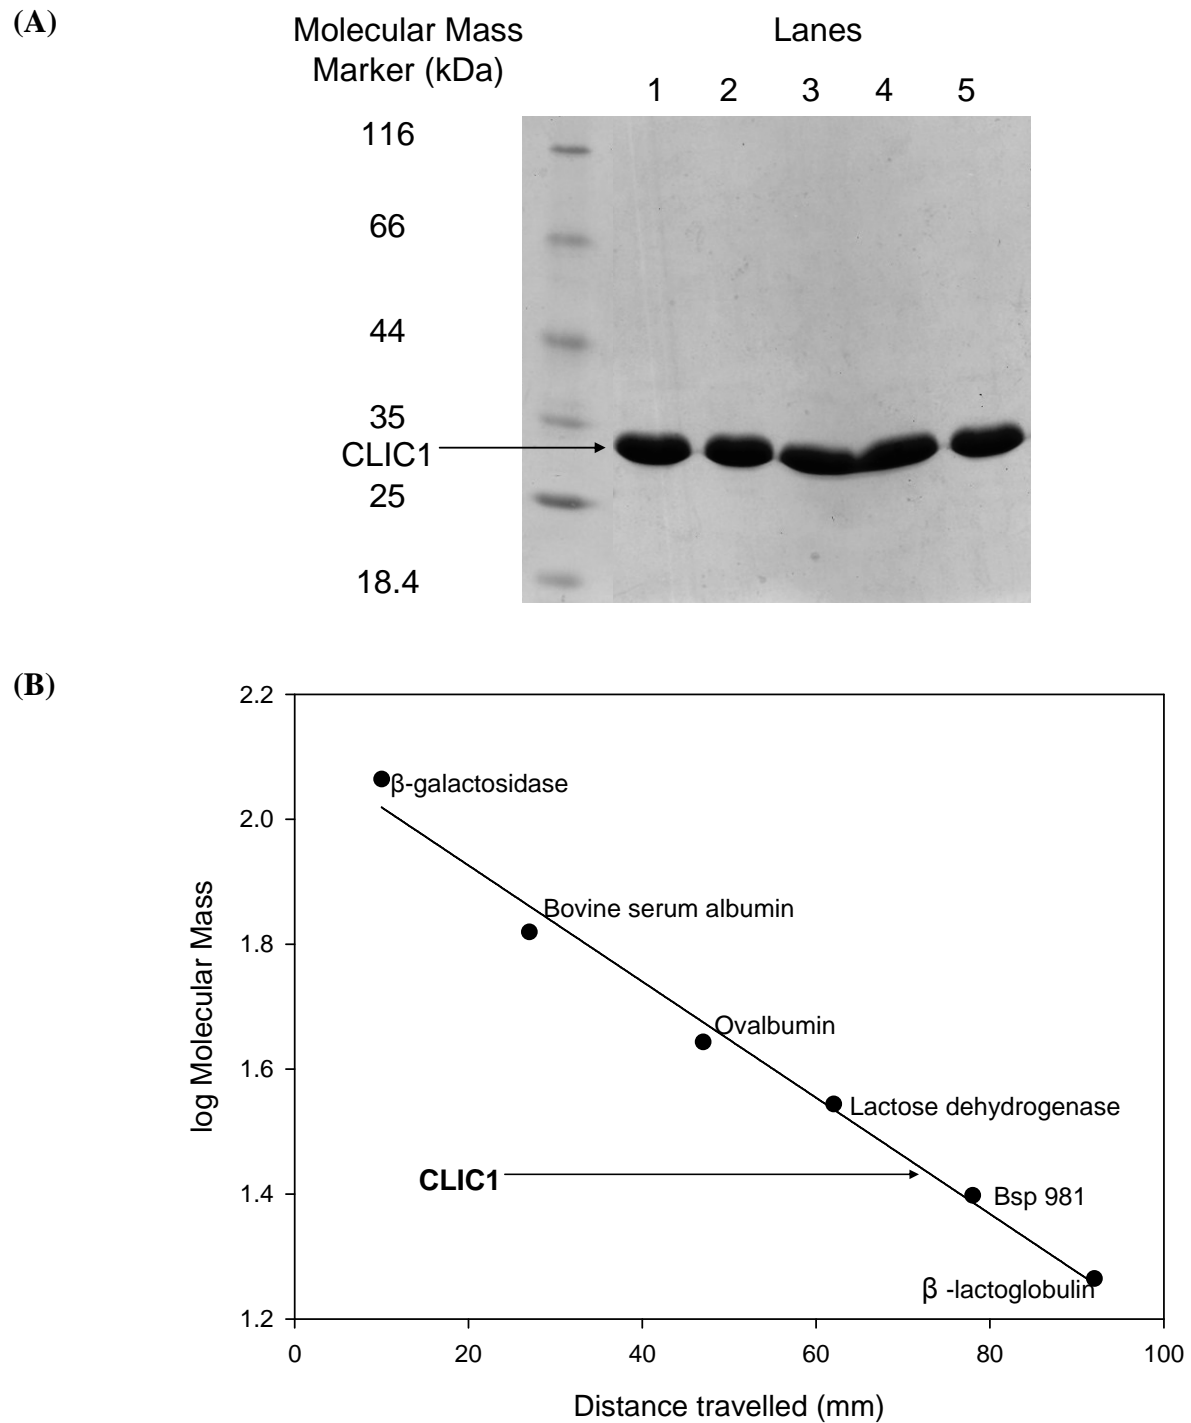 (A)
Molecular Mass
Marker (kDa)
Lanes
1 2 3 4 5
116
66
44
35
CLIC1
25
18.4
(B)
2.2
2.0
1.8
1.6
1.4
1.2
log Molecular Mass
β-galactosidase
Bovine serum albumin
Ovalbumin
Lactose dehydrogenase
CLIC1
Bsp 981
β -lactoglobulin
0 20 40 60 80 100
Distance travelled (mm)